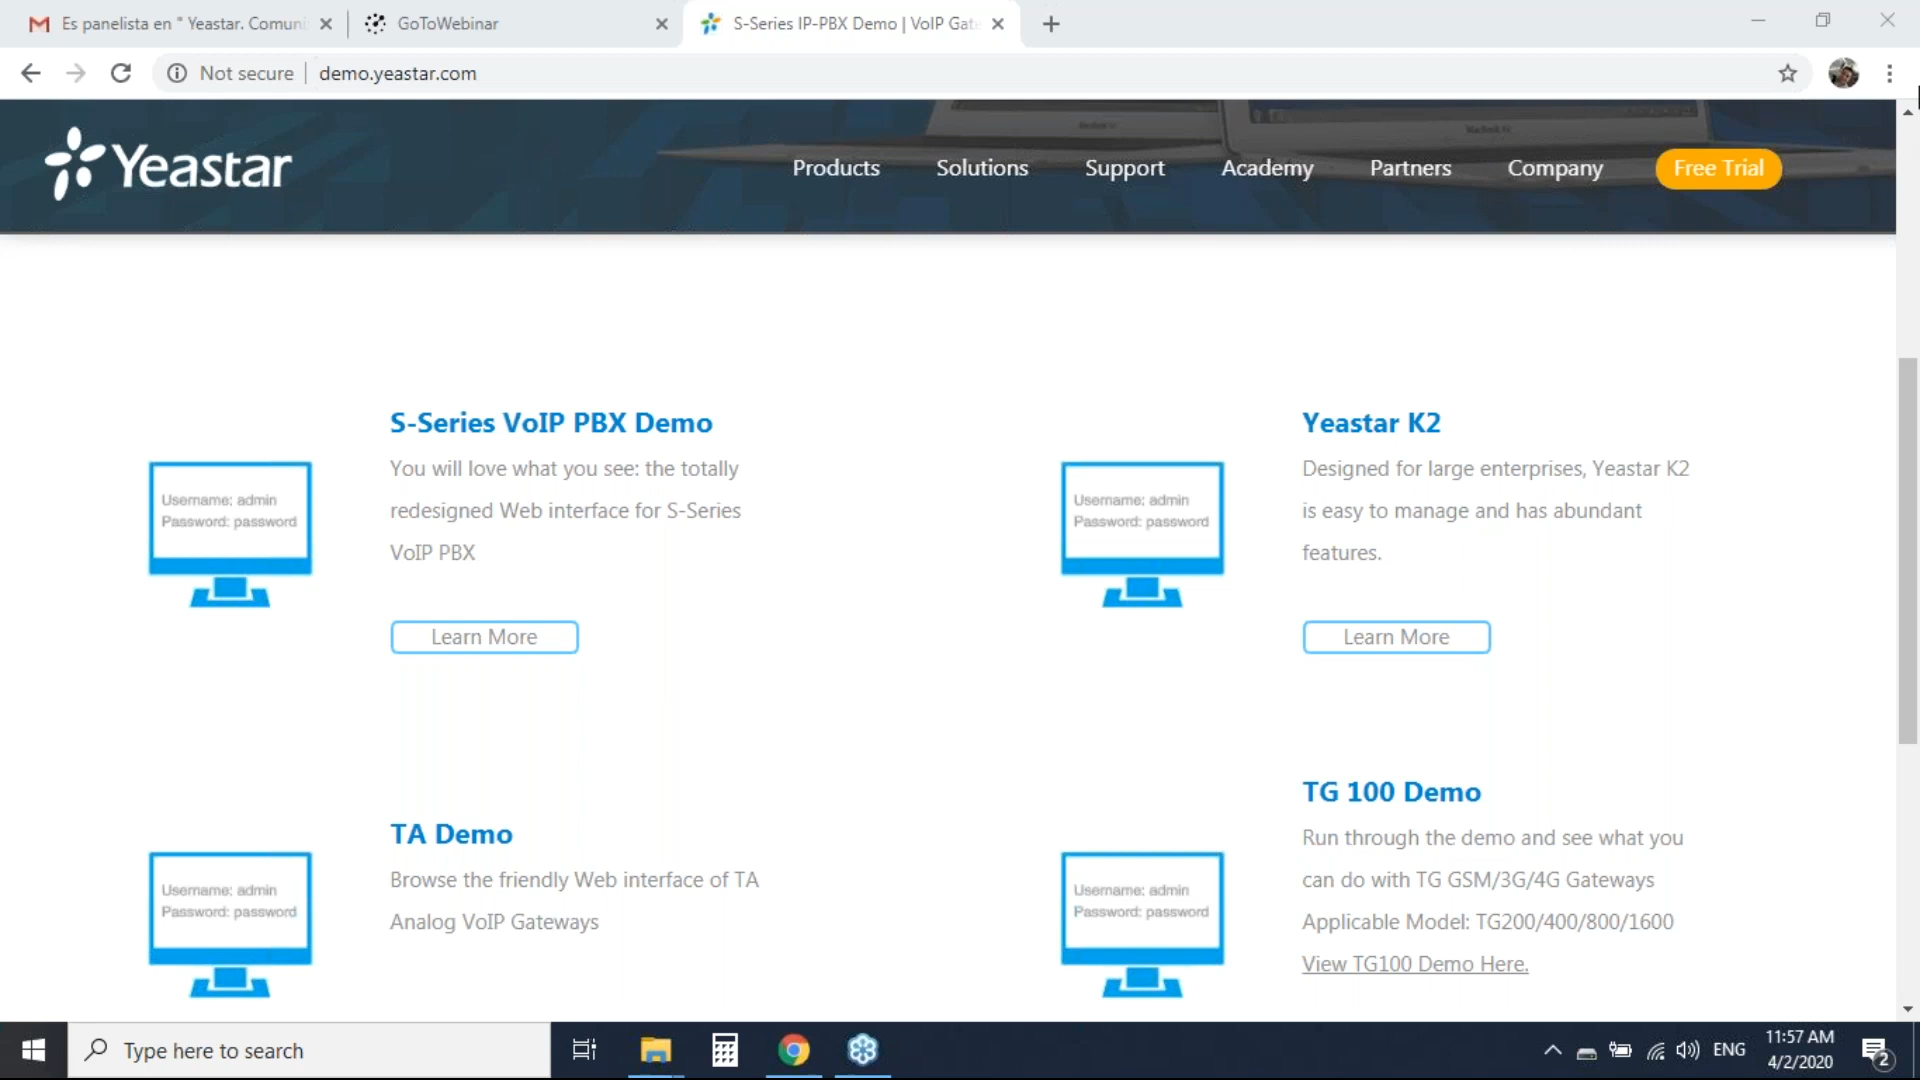 Es panelista en " Yeastar. Comuni
GoToWebinar
S-Series IP-PBX Demo | VoIP Gate
Not secure
demo.yeastar.com
Yeastar
Products
Solutions
Support
Academy
Partners
Company
Free Trial
S-Series VoIP PBX Demo
You will love what you see: the totally
redesigned Web interface for S-Series
VoIP PBX
Username: admin
Password: password
Learn More
Yeastar K2
Designed for large enterprises, Yeastar K2
is easy to manage and has abundant
features.
Username: admin
Password: password
Learn More
TA Demo
Browse the friendly Web interface of TA
Analog VoIP Gateways
Username: admin
Password: password
TG 100 Demo
Run through the demo and see what you
can do with TG GSM/3G/4G Gateways
Applicable Model: TG200/400/800/1600
View TG100 Demo Here.
Username: admin
Password: password
Type here to search
ENG
11:57 AM
4/2/2020
2